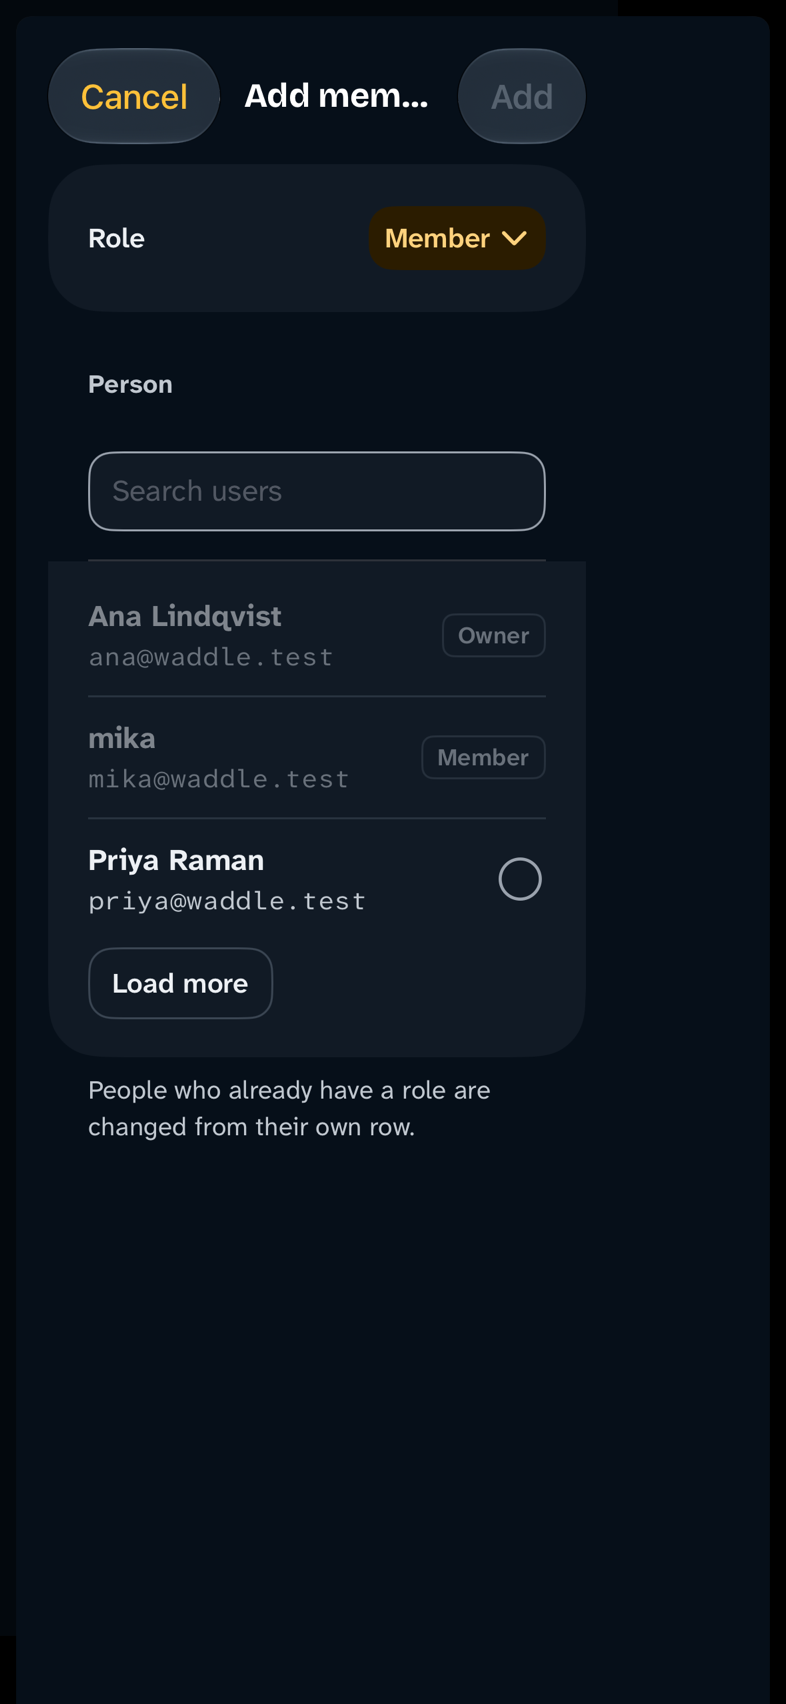 Cancel
Add mem...
Add
Role
Member
Person
Search users
Ana Lindqvist
ana@waddle.test
Owner
mika
mika@waddle.test
Member
Priya Raman
priya@waddle.test
Load more
People who already have a role are
changed from their own row.